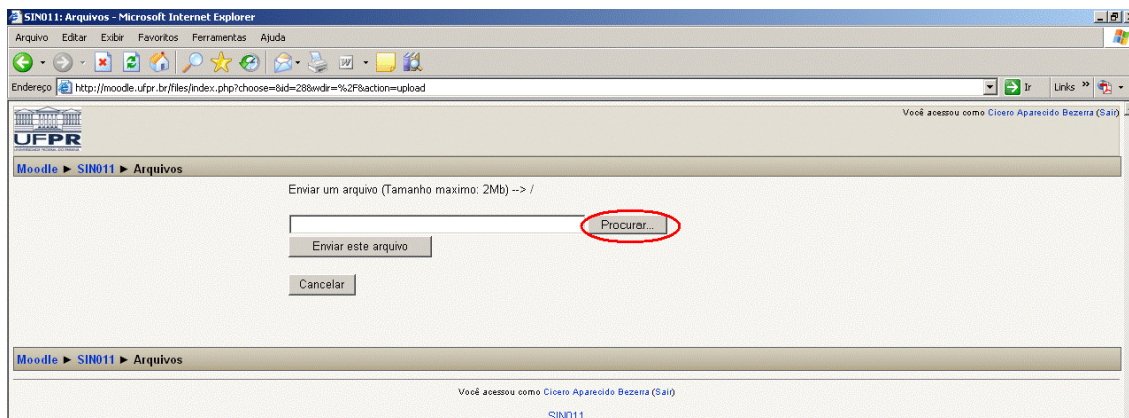 SIN011: Arquivos - Microsoft Internet Explorer
Arquivo Editar Exibir Favoritos Ferramentas Ajuda
Endereço http://moodle.ufpr.br/files/index.php?choose=&id=28&wdir=%2F&action=upload Ir Links »
Você acessou como Cicero Aparecido Bezerra (Sair)
UFPR
Moodle ► SIN011 ► Arquivos
Enviar um arquivo (Tamanho maximo: 2Mb) --> /
Procurar...
Enviar este arquivo
Cancelar
Moodle ► SIN011 ► Arquivos
Você acessou como Cicero Aparecido Bezerra (Sair)
SIN011